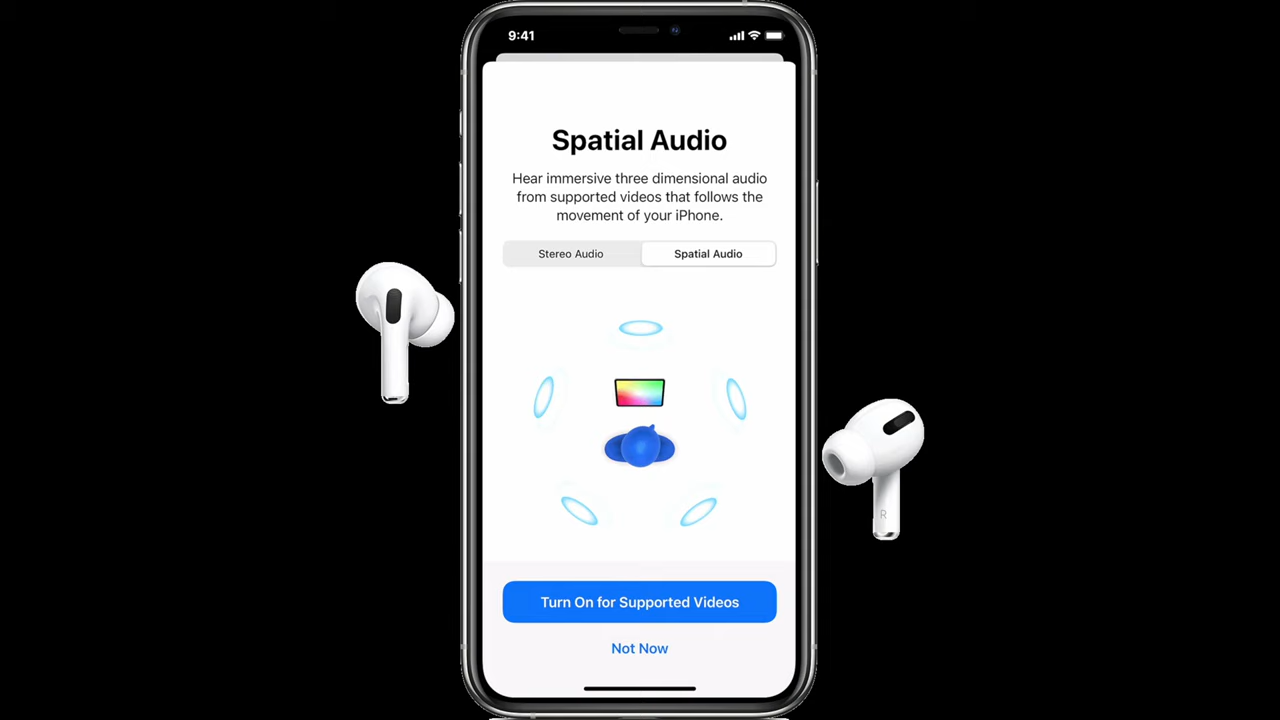 9:41
Spatial Audio
Hear immersive three dimensional audio
from supported videos that follows the
movement of your iPhone.
Stereo Audio
Spatial Audio
R
Turn On for Supported Videos
Not Now